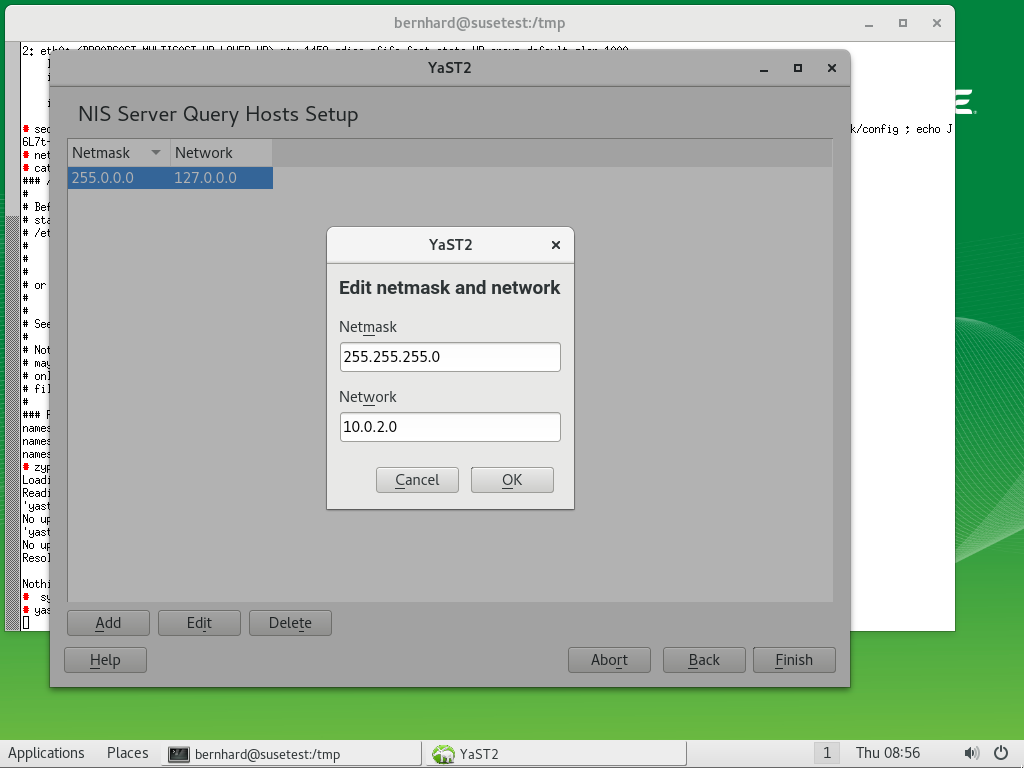 bernhard@susetest:/tmp
YaST2
NIS Server Query Hosts Setup
k/config ; echo J
6L7t-
# net
# cat
### /
#
# Bef
# sta
# /et
#
#
#
# or
#
#
# See
#
# Not
# may
# onl
# fil
#
### P
names
names
names
# zyp
Loadi
Readi
'yast
No up
'yast
No up
Resol
Nothi
# sy
# yas
Netmask Network
255.0.0.0 127.0.0.0
YaST2
Edit netmask and network
Netmask
255.255.255.0
Network
10.0.2.0
Cancel OK
Add Edit Delete
Help Abort Back Finish
Applications Places bernhard@susetest:/tmp YaST2 1 Thu 08:56